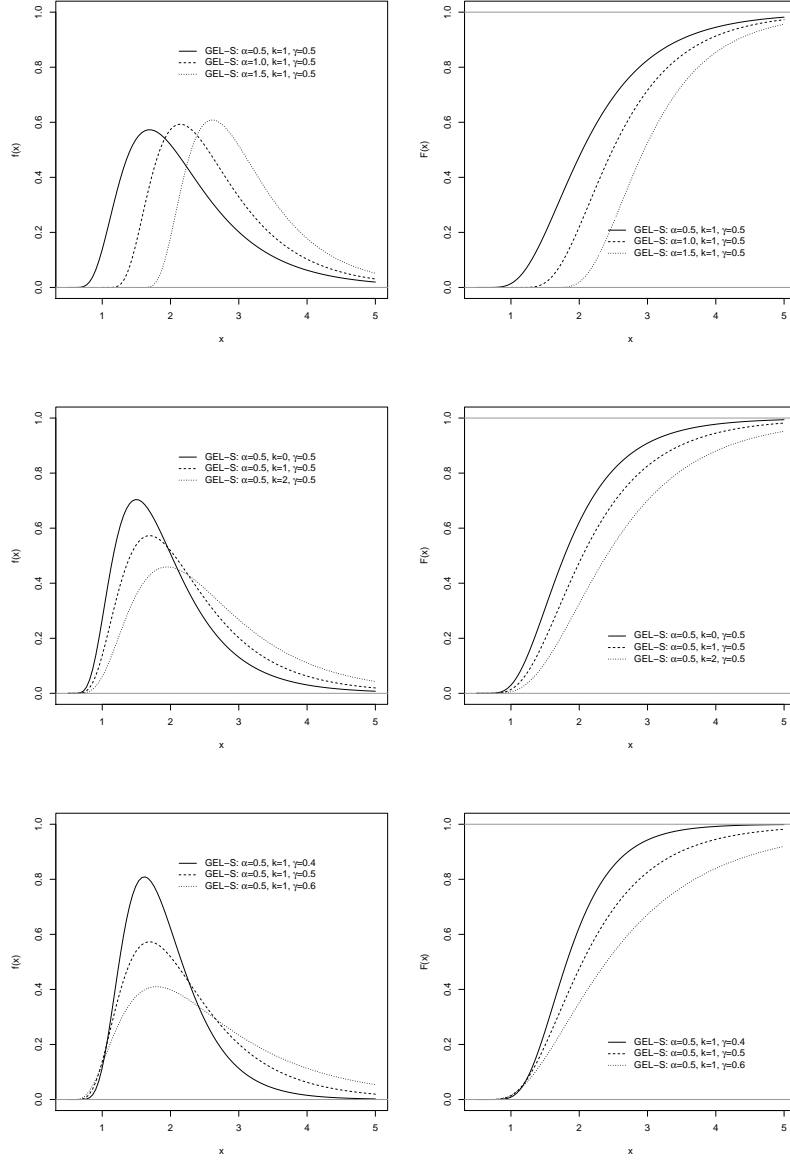 GEL−S: α=0.5, k=1, γ=0.5
GEL−S: α=1.0, k=1, γ=0.5
GEL−S: α=1.5, k=1, γ=0.5
f(x)
0.0 0.2 0.4 0.6 0.8 1.0
1 2 3 4 5
x
GEL−S: α=0.5, k=1, γ=0.5
GEL−S: α=1.0, k=1, γ=0.5
GEL−S: α=1.5, k=1, γ=0.5
F(x)
0.0 0.2 0.4 0.6 0.8 1.0
1 2 3 4 5
x
GEL−S: α=0.5, k=0, γ=0.5
GEL−S: α=0.5, k=1, γ=0.5
GEL−S: α=0.5, k=2, γ=0.5
f(x)
0.0 0.2 0.4 0.6 0.8 1.0
1 2 3 4 5
x
GEL−S: α=0.5, k=0, γ=0.5
GEL−S: α=0.5, k=1, γ=0.5
GEL−S: α=0.5, k=2, γ=0.5
F(x)
0.0 0.2 0.4 0.6 0.8 1.0
1 2 3 4 5
x
GEL−S: α=0.5, k=1, γ=0.4
GEL−S: α=0.5, k=1, γ=0.5
GEL−S: α=0.5, k=1, γ=0.6
f(x)
0.0 0.2 0.4 0.6 0.8 1.0
1 2 3 4 5
x
GEL−S: α=0.5, k=1, γ=0.4
GEL−S: α=0.5, k=1, γ=0.5
GEL−S: α=0.5, k=1, γ=0.6
F(x)
0.0 0.2 0.4 0.6 0.8 1.0
1 2 3 4 5
x